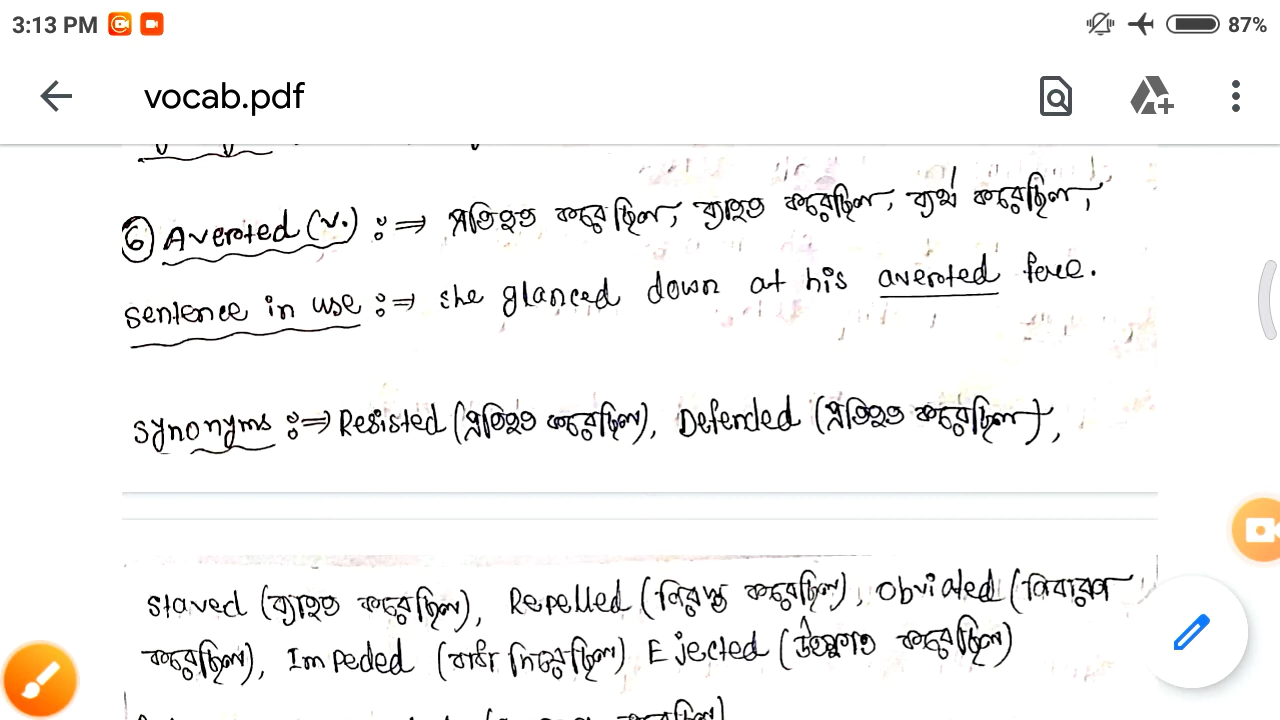 3:13 PM 87%
vocab.pdf
6 Averted (v.) :⇒ প্রতিহত করেছিল, ব্যাহত করেছিল, ব্যর্থ করেছিল,
sentence in use :⇒ she glanced down at his averted face.
synonyms :⇒ Resisted (প্রতিহত করেছিল), Defended (প্রতিহত করেছিল),
staved (ব্যাহত করেছিল), Repelled (নিরস্ত করেছিল), Obviated (নিবারণ
করেছিল), Impeded (বাধা দিয়েছিল) Ejected (উৎখাত করেছিল)